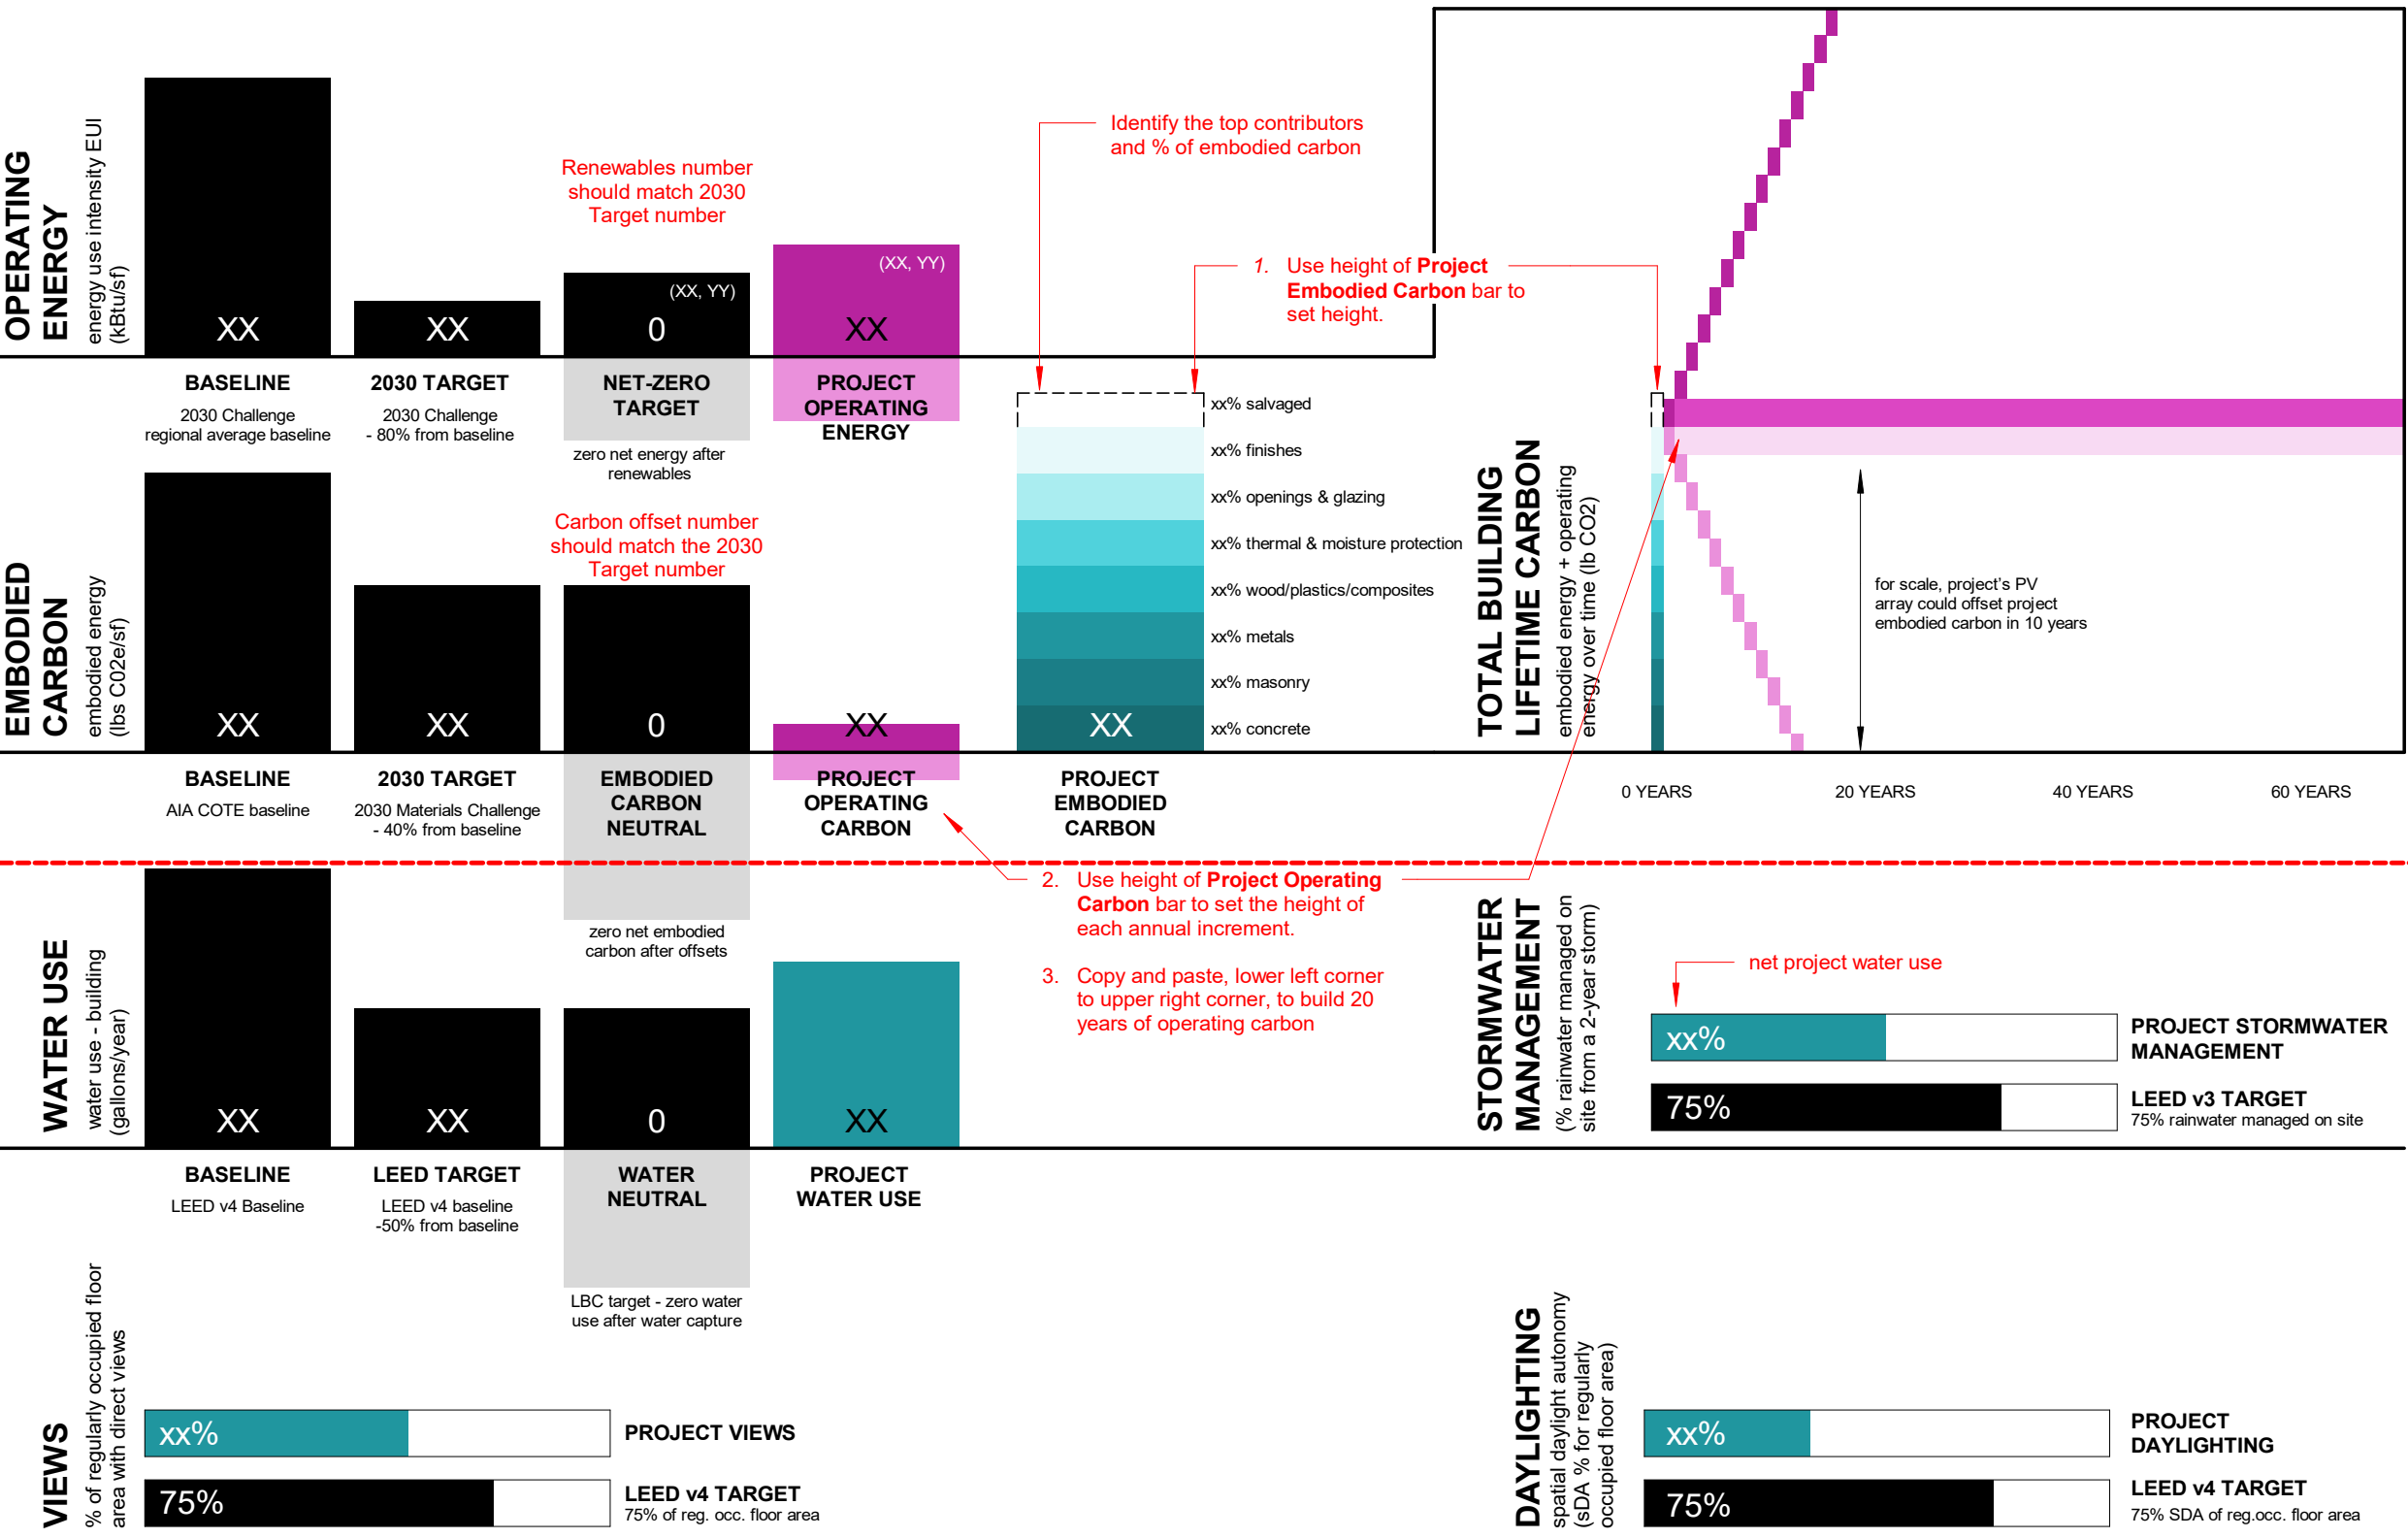 OPERATING
ENERGY
energy use intensity EUI
(kBtu/sf)
XX
XX
Renewables number
should match 2030
Target number
(XX, YY)
0
(XX, YY)
XX
BASELINE
2030 Challenge
regional average baseline
2030 TARGET
2030 Challenge
- 80% from baseline
NET-ZERO
TARGET
zero net energy after
renewables
PROJECT
OPERATING
ENERGY
Identify the top contributors
and % of embodied carbon
1. Use height of Project
Embodied Carbon bar to
set height.
EMBODIED
CARBON
embodied energy
(lbs C02e/sf)
XX
XX
Carbon offset number
should match the 2030
Target number
0
XX
XX
xx% salvaged
xx% finishes
xx% openings & glazing
xx% thermal & moisture protection
xx% wood/plastics/composites
xx% metals
xx% masonry
xx% concrete
BASELINE
AIA COTE baseline
2030 TARGET
2030 Materials Challenge
- 40% from baseline
EMBODIED
CARBON
NEUTRAL
zero net embodied
carbon after offsets
PROJECT
OPERATING
CARBON
PROJECT
EMBODIED
CARBON
TOTAL BUILDING
LIFETIME CARBON
embodied energy + operating
energy over time (lb CO2)
for scale, project's PV
array could offset project
embodied carbon in 10 years
0 YEARS
20 YEARS
40 YEARS
60 YEARS
2. Use height of Project Operating
Carbon bar to set the height of
each annual increment.
3. Copy and paste, lower left corner
to upper right corner, to build 20
years of operating carbon
WATER USE
water use - building
(gallons/year)
XX
XX
0
XX
BASELINE
LEED v4 Baseline
LEED TARGET
LEED v4 baseline
-50% from baseline
WATER
NEUTRAL
LBC target - zero water
use after water capture
PROJECT
WATER USE
STORMWATER
MANAGEMENT
(% rainwater managed on
site from a 2-year storm)
net project water use
xx%
PROJECT STORMWATER
MANAGEMENT
75%
LEED v3 TARGET
75% rainwater managed on site
VIEWS
% of regularly occupied floor
area with direct views
xx%
PROJECT VIEWS
75%
LEED v4 TARGET
75% of reg. occ. floor area
DAYLIGHTING
spatial daylight autonomy
(sDA % for regularly
occupied floor area)
xx%
PROJECT
DAYLIGHTING
75%
LEED v4 TARGET
75% SDA of reg.occ. floor area